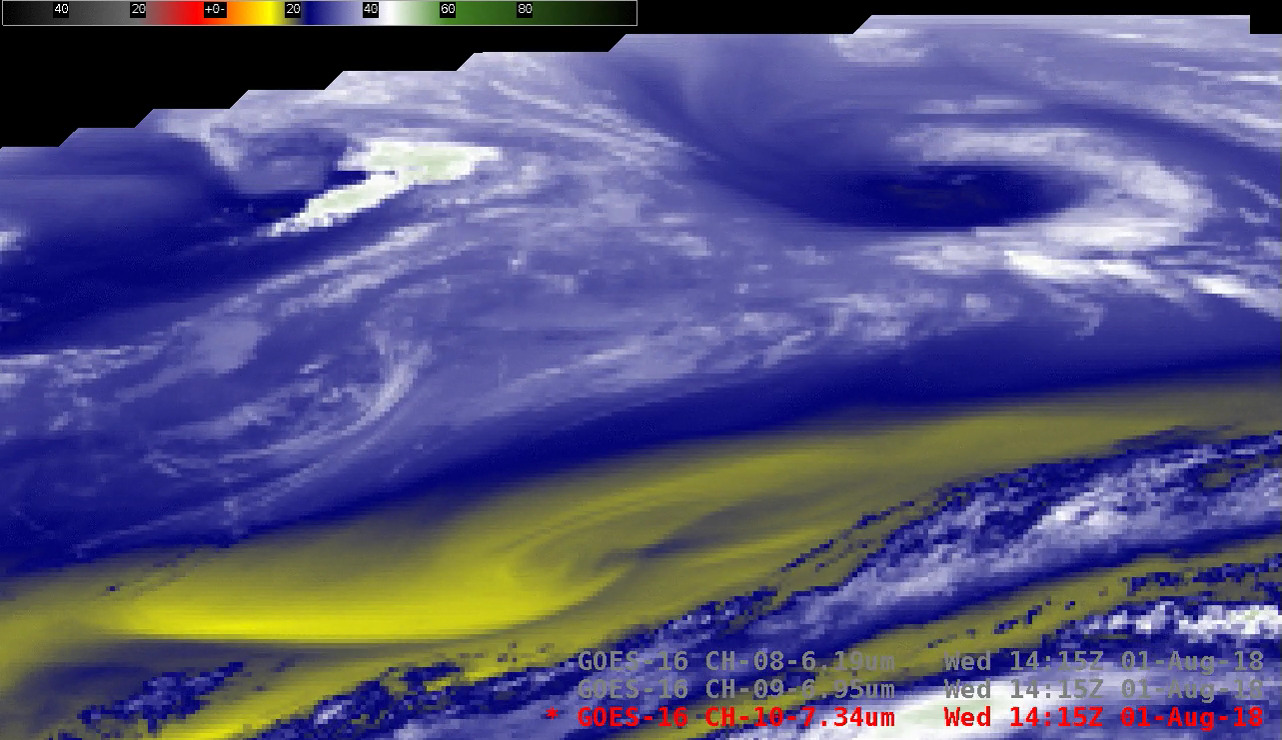 40 20 +0- 20 40 60 80
GOES-16 CH-08-6.19um Wed 14:15Z 01-Aug-18
GOES-16 CH-09-6.95um Wed 14:15Z 01-Aug-18
* GOES-16 CH-10-7.34um Wed 14:15Z 01-Aug-18